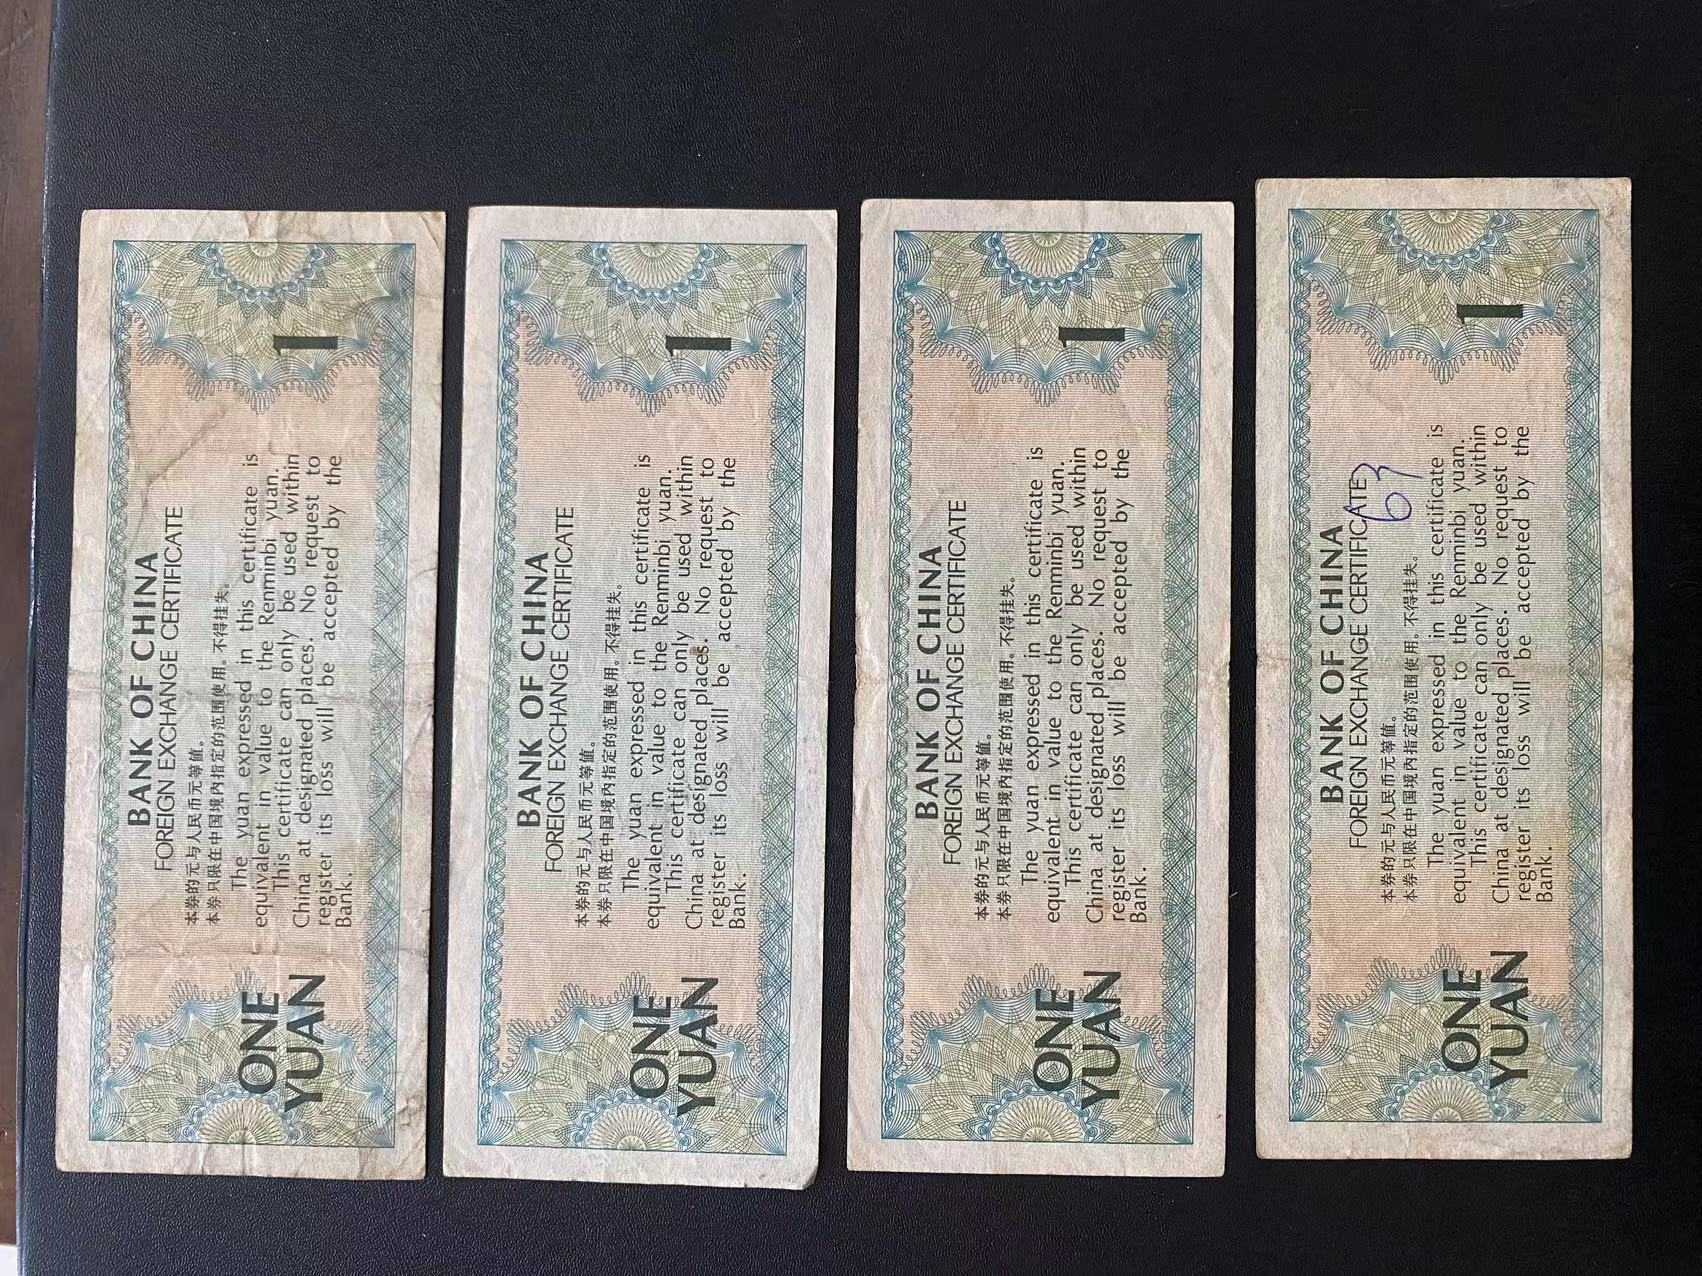 BANK OF CHINA
FOREIGN EXCHANGE CERTIFICATE
本券的元与人民币元等值。
本券只限在中国境内指定的范围使用。不得挂失。
The yuan expressed in this certificate is
equivalent in value to the Renminbi yuan.
This certificate can only be used within
China at designated places. No request to
register its loss will be accepted by the
Bank.
ONE
YUAN
1
BANK OF CHINA
FOREIGN EXCHANGE CERTIFICATE
本券的元与人民币元等值。
本券只限在中国境内指定的范围使用。不得挂失。
The yuan expressed in this certificate is
equivalent in value to the Renminbi yuan.
This certificate can only be used within
China at designated places. No request to
register its loss will be accepted by the
Bank.
ONE
YUAN
1
BANK OF CHINA
FOREIGN EXCHANGE CERTIFICATE
本券的元与人民币元等值。
本券只限在中国境内指定的范围使用。不得挂失。
The yuan expressed in this certificate is
equivalent in value to the Renminbi yuan.
This certificate can only be used within
China at designated places. No request to
register its loss will be accepted by the
Bank.
ONE
YUAN
1
BANK OF CHINA
FOREIGN EXCHANGE CERTIFICATE
本券的元与人民币元等值。
本券只限在中国境内指定的范围使用。不得挂失。
The yuan expressed in this certificate is
equivalent in value to the Renminbi yuan.
This certificate can only be used within
China at designated places. No request to
register its loss will be accepted by the
Bank.
ONE
YUAN
1